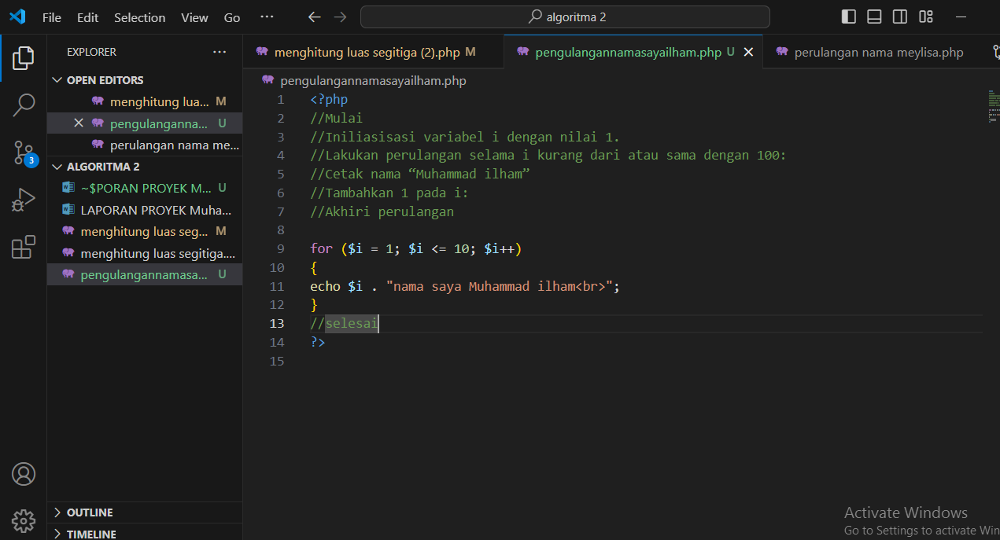 File Edit Selection View Go ··· algoritma 2
EXPLORER ···
OPEN EDITORS
menghitung lua... M
pengulanganna... U
perulangan nama me...
ALGORITMA 2
~$PORAN PROYEK M... U
LAPORAN PROYEK Muha...
menghitung luas seg... M
menghitung luas segitiga....
pengulangannamasa... U
3
OUTLINE
TIMELINE
menghitung luas segitiga (2).php M
pengulangannamasayailham.php U
perulangan nama meylisa.php
pengulangannamasayailham.php
1 <?php
2 //Mulai
3 //Iniliasisasi variabel i dengan nilai 1.
4 //Lakukan perulangan selama i kurang dari atau sama dengan 100:
5 //Cetak nama “Muhammad ilham”
6 //Tambahkan 1 pada i:
7 //Akhiri perulangan
8
9 for ($i = 1; $i <= 10; $i++)
10 {
11 echo $i . "nama saya Muhammad ilham<br>";
12 }
13 //selesai
14 ?>
15
Activate Windows
Go to Settings to activate Win